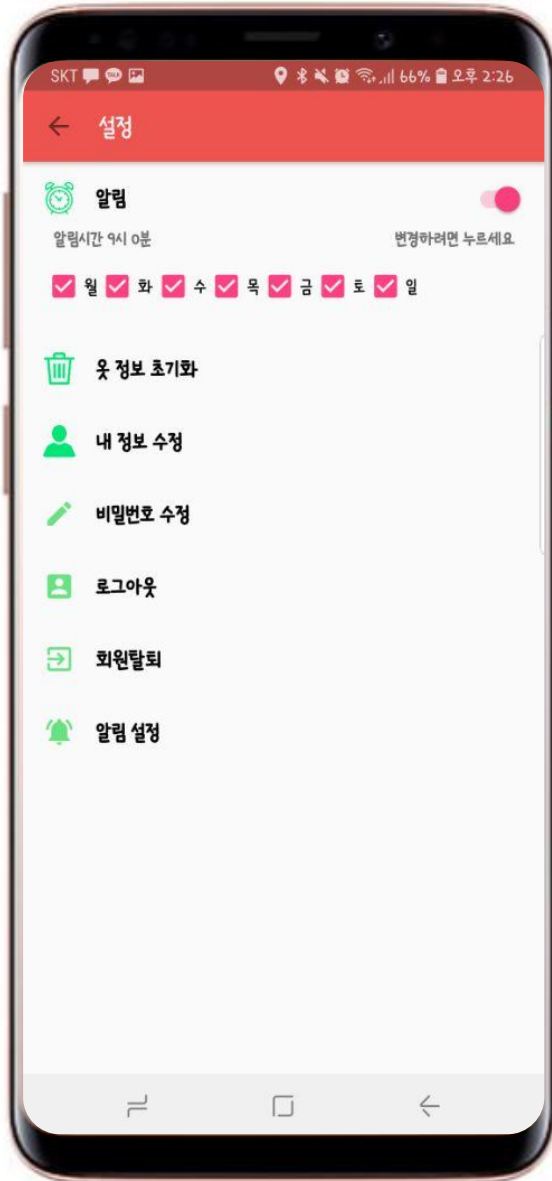 SKT TALK 66% 오후 2:26
설정
알림
알림시간 9시 0분 변경하려면 누르세요
월 화 수 목 금 토 일
옷 정보 초기화
내 정보 수정
비밀번호 수정
로그아웃
회원탈퇴
알림 설정